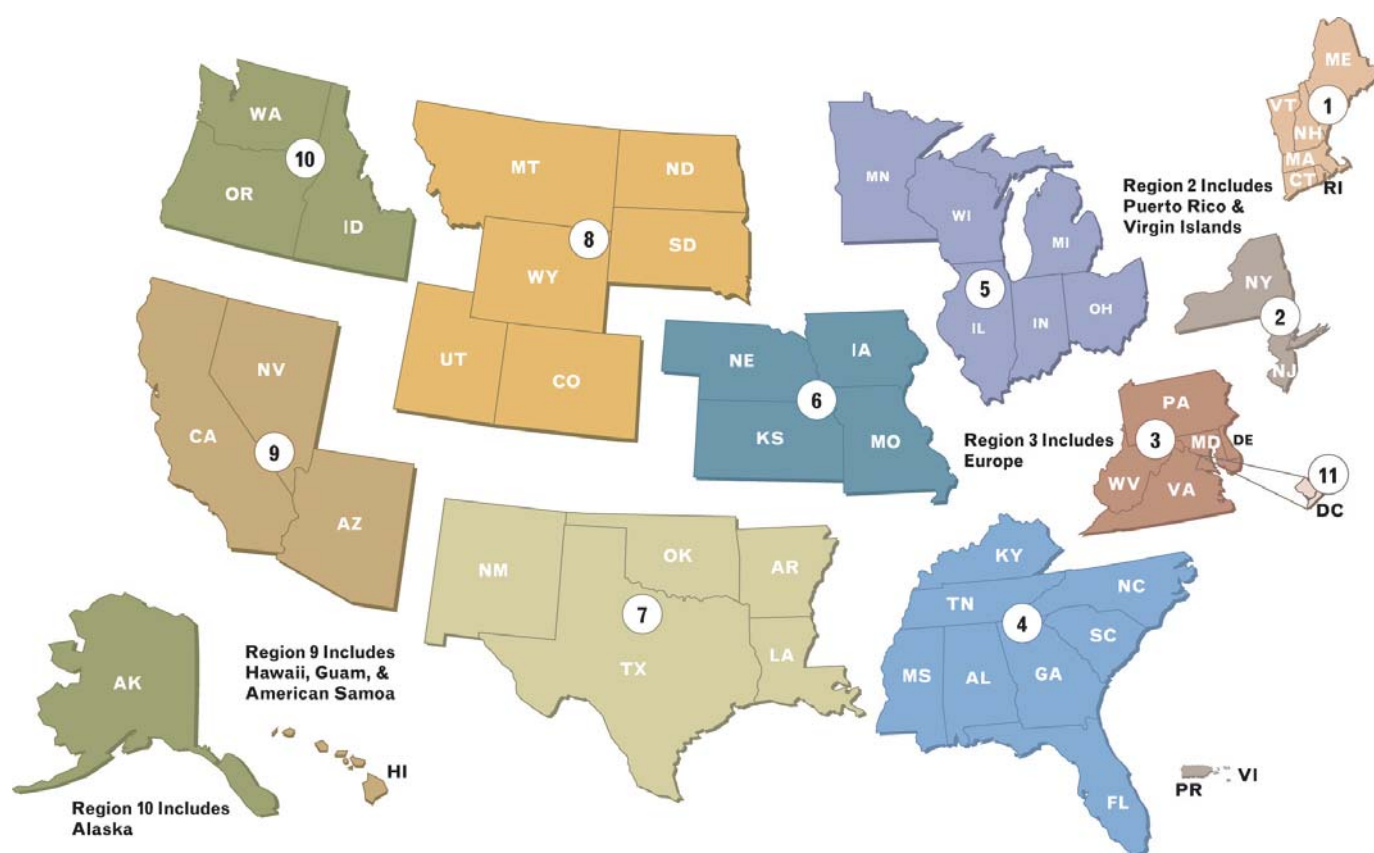 ME
WA
VT
1
10
NH
MT
ND
MN
MA
OR
CT
RI
Region 2 Includes
Puerto Rico &
Virgin Islands
WI
ID
8
SD
MI
WY
NY
5
2
IL
IN
OH
UT
NE
IA
NV
CO
NJ
6
PA
CA
KS
MO
Region 3 Includes
Europe
3
MD
DE
9
11
WV
VA
DC
AZ
OK
KY
NM
AR
NC
TN
7
4
SC
Region 9 Includes
Hawaii, Guam, &
American Samoa
TX
LA
MS
AL
GA
AK
HI
VI
PR
FL
Region 10 Includes
Alaska